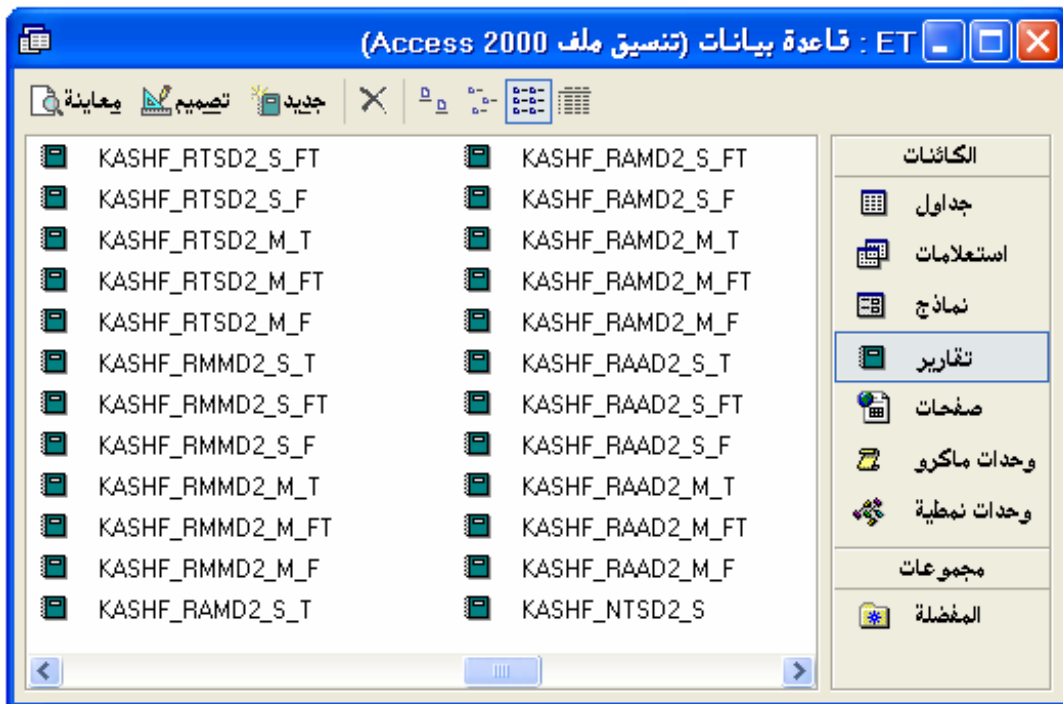 ET : قاعدة بيانات (تنسيق ملف Access 2000)
معاينة تصميم جديد
KASHF_RTSD2_S_FT
KASHF_RTSD2_S_F
KASHF_RTSD2_M_T
KASHF_RTSD2_M_FT
KASHF_RTSD2_M_F
KASHF_RMMD2_S_T
KASHF_RMMD2_S_FT
KASHF_RMMD2_S_F
KASHF_RMMD2_M_T
KASHF_RMMD2_M_FT
KASHF_RMMD2_M_F
KASHF_RAMD2_S_T
KASHF_RAMD2_S_FT
KASHF_RAMD2_S_F
KASHF_RAMD2_M_T
KASHF_RAMD2_M_FT
KASHF_RAMD2_M_F
KASHF_RAAD2_S_T
KASHF_RAAD2_S_FT
KASHF_RAAD2_S_F
KASHF_RAAD2_M_T
KASHF_RAAD2_M_FT
KASHF_RAAD2_M_F
KASHF_NTSD2_S
الكائنات
جداول
استعلامات
نماذج
تقارير
صفحات
وحدات ماكرو
وحدات نمطية
مجموعات
المفضلة